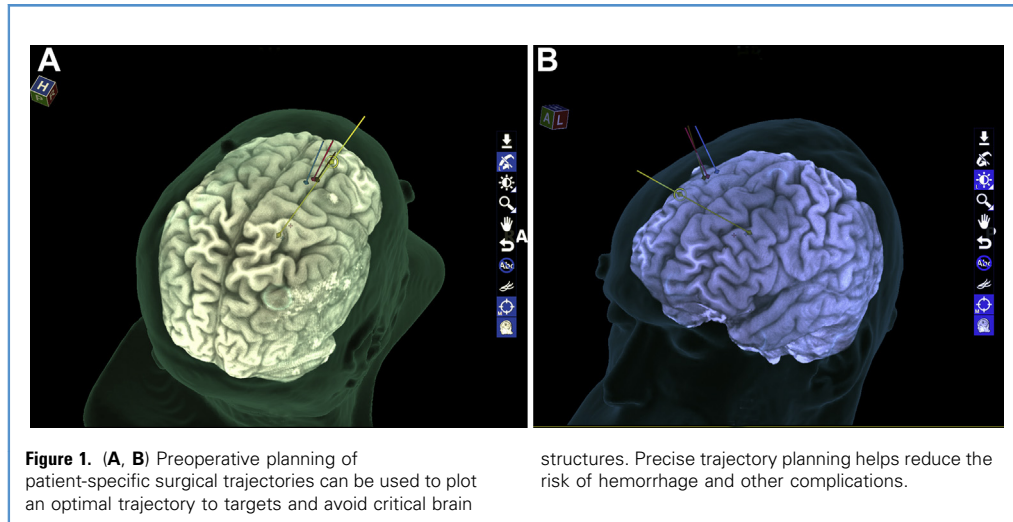 A
H
A
Abc
M
B
A L
Abc
M
Figure 1. (A, B) Preoperative planning of
patient-specific surgical trajectories can be used to plot
an optimal trajectory to targets and avoid critical brain
structures. Precise trajectory planning helps reduce the
risk of hemorrhage and other complications.